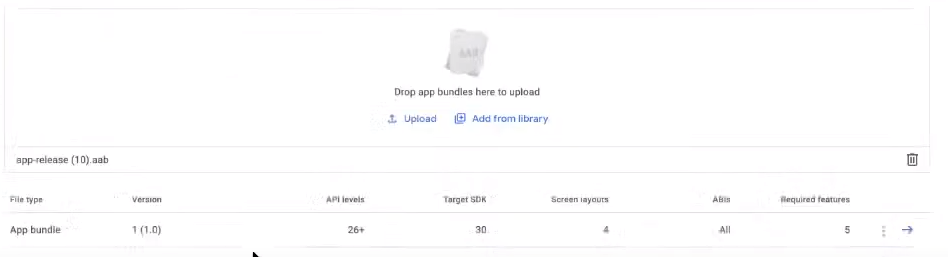 AAB
Drop app bundles here to upload
Upload Add from library
app-release (10).aab
File type Version API levels Target SDK Screen layouts ABIs Required features
App bundle 1 (1.0) 26+ 30 4 All 5